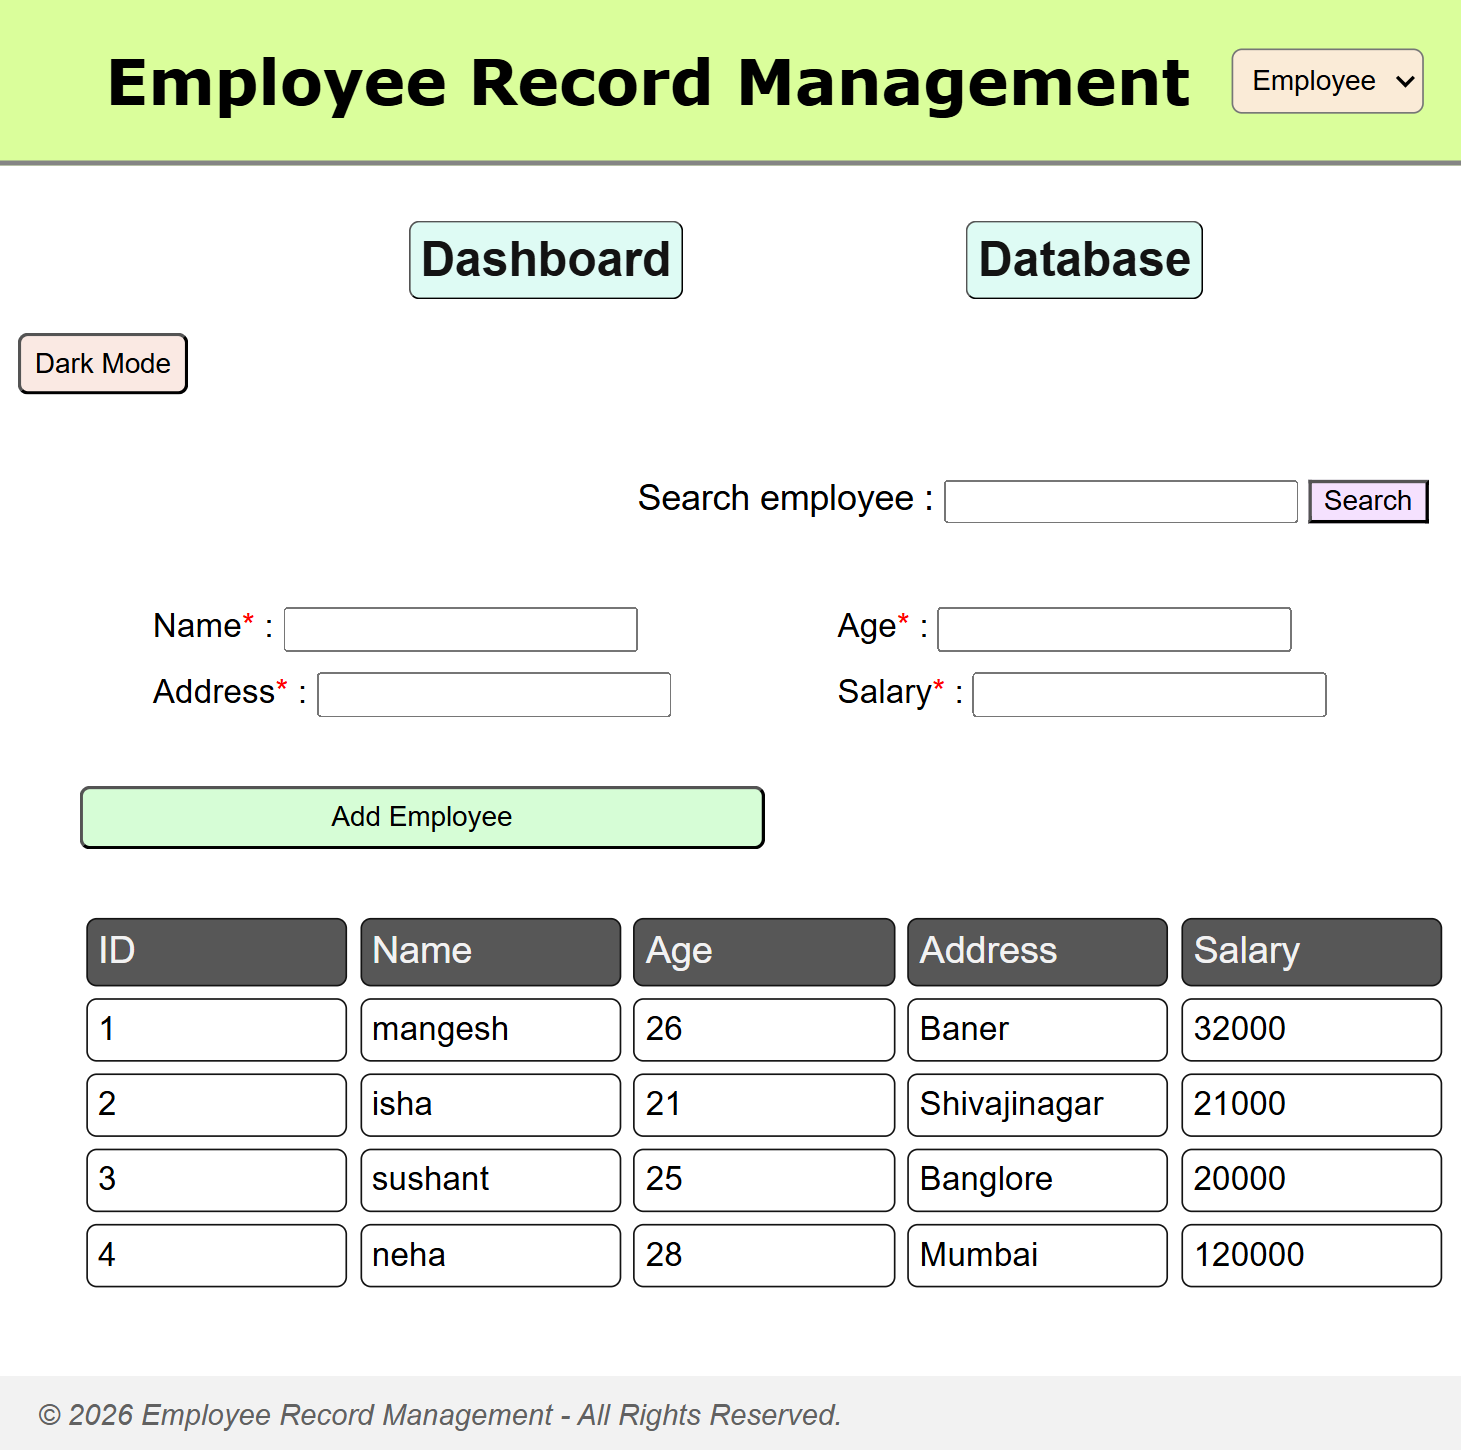 Employee Record Management Employee
Dashboard Database
Dark Mode
Search employee : Search
Name* : Age* :
Address* : Salary* :
Add Employee
ID Name Age Address Salary
1 mangesh 26 Baner 32000
2 isha 21 Shivajinagar 21000
3 sushant 25 Banglore 20000
4 neha 28 Mumbai 120000
© 2026 Employee Record Management - All Rights Reserved.